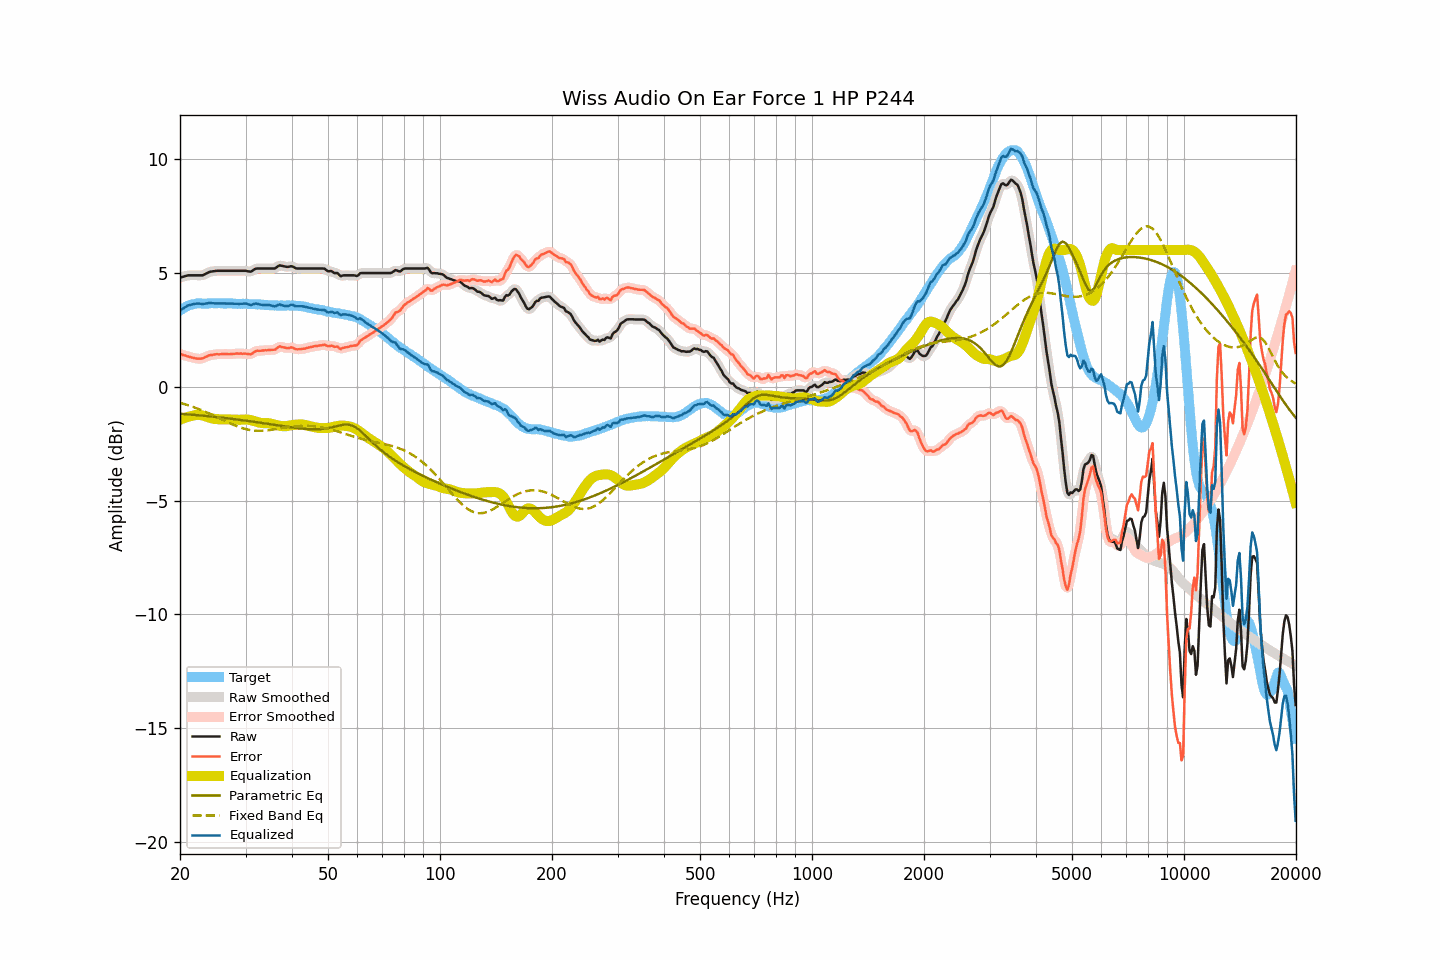 Wiss Audio On Ear Force 1 HP P244
Amplitude (dBr)
10
5
0
−5
−10
−15
−20
Target
Raw Smoothed
Error Smoothed
Raw
Error
Equalization
Parametric Eq
Fixed Band Eq
Equalized
20 50 100 200 500 1000 2000 5000 10000 20000
Frequency (Hz)